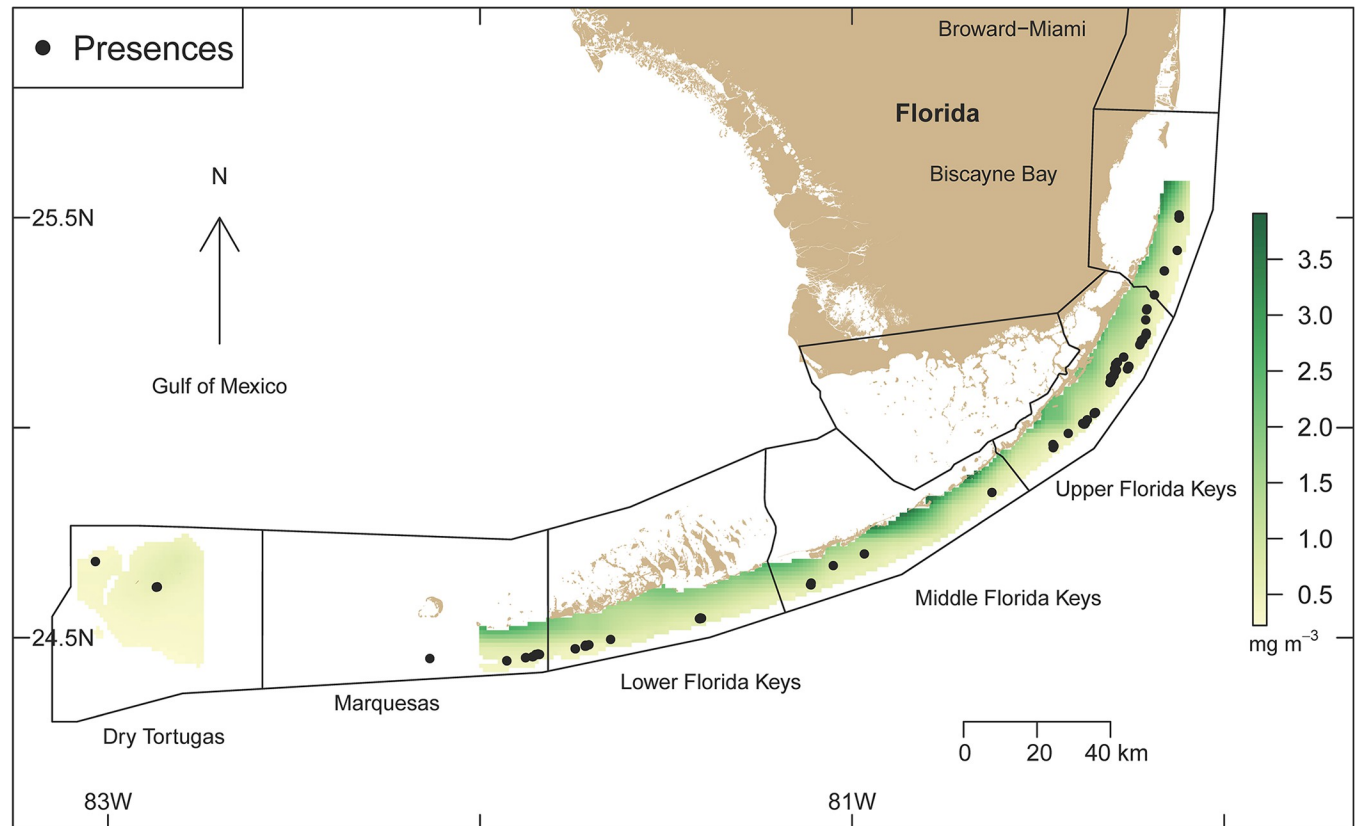 Presences
Broward−Miami
Florida
Biscayne Bay
N
25.5N
Gulf of Mexico
3.5
3.0
2.5
2.0
1.5
1.0
0.5
mg m⁻³
Upper Florida Keys
Middle Florida Keys
24.5N
Lower Florida Keys
Marquesas
Dry Tortugas
0 20 40 km
83W 81W